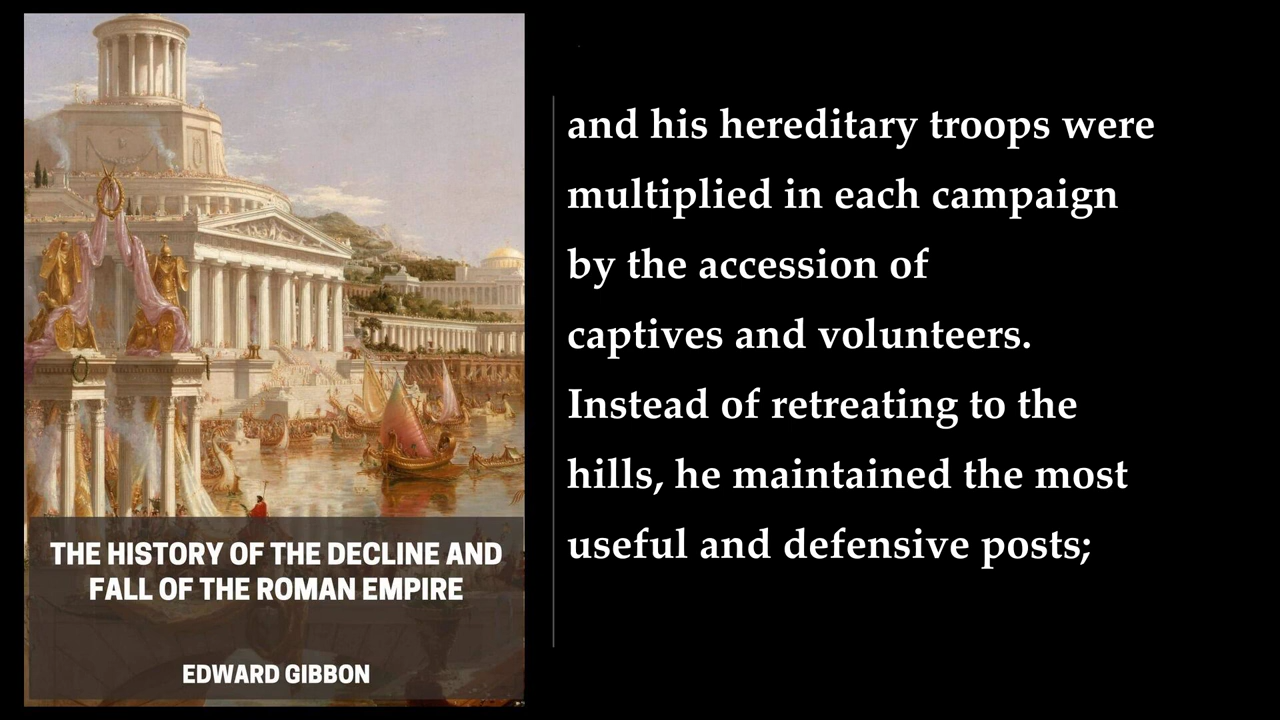 THE HISTORY OF THE DECLINE AND
FALL OF THE ROMAN EMPIRE
EDWARD GIBBON
and his hereditary troops were
multiplied in each campaign
by the accession of
captives and volunteers.
Instead of retreating to the
hills, he maintained the most
useful and defensive posts;